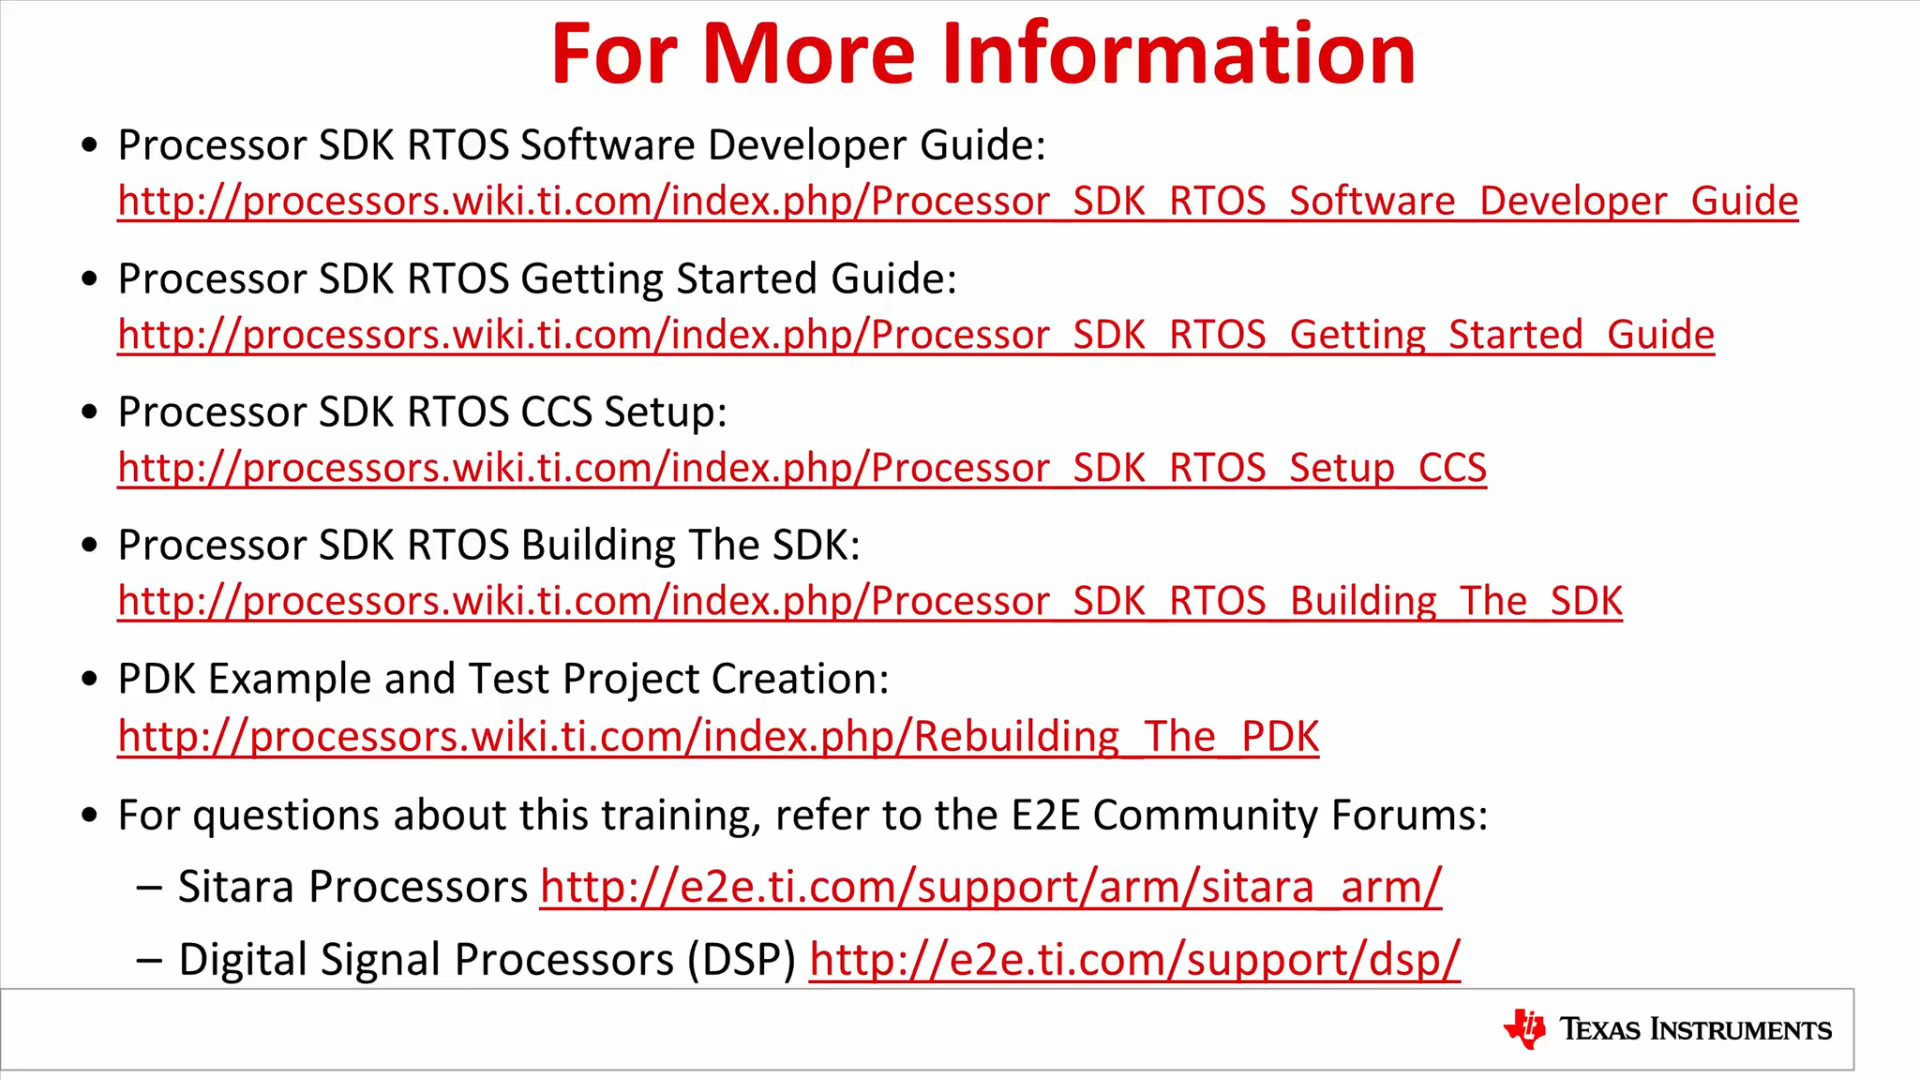 For More Information
• Processor SDK RTOS Software Developer Guide:
http://processors.wiki.ti.com/index.php/Processor_SDK_RTOS_Software_Developer_Guide
• Processor SDK RTOS Getting Started Guide:
http://processors.wiki.ti.com/index.php/Processor_SDK_RTOS_Getting_Started_Guide
• Processor SDK RTOS CCS Setup:
http://processors.wiki.ti.com/index.php/Processor_SDK_RTOS_Setup_CCS
• Processor SDK RTOS Building The SDK:
http://processors.wiki.ti.com/index.php/Processor_SDK_RTOS_Building_The_SDK
• PDK Example and Test Project Creation:
http://processors.wiki.ti.com/index.php/Rebuilding_The_PDK
• For questions about this training, refer to the E2E Community Forums:
– Sitara Processors http://e2e.ti.com/support/arm/sitara_arm/
– Digital Signal Processors (DSP) http://e2e.ti.com/support/dsp/
TEXAS INSTRUMENTS